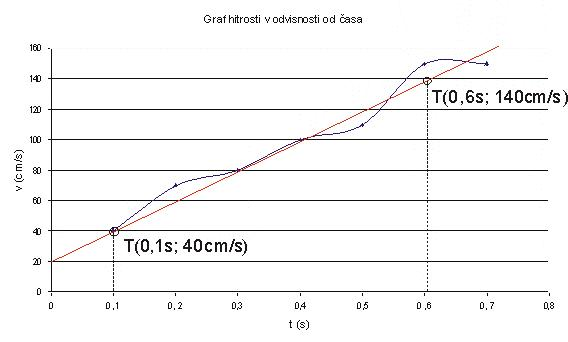 Graf hitrosti v odvisnosti od časa
160
140
120
100
80
60
40
20
0
v (cm/s)
T(0,6s; 140cm/s)
T(0,1s; 40cm/s)
0 0,1 0,2 0,3 0,4 0,5 0,6 0,7 0,8
t (s)